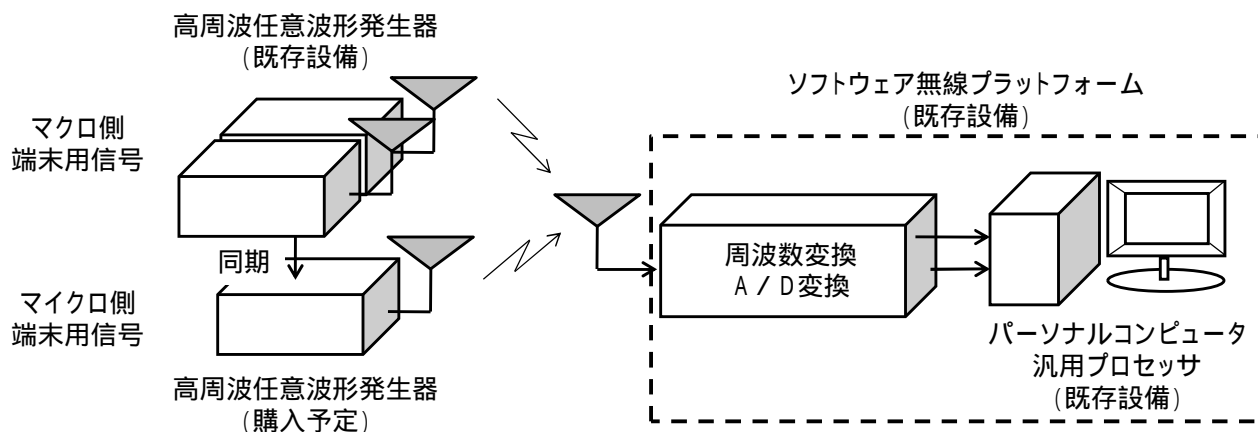 高周波任意波形発生器
(既存設備)
マクロ側
端末用信号
同期
マイクロ側
端末用信号
高周波任意波形発生器
(購入予定)
ソフトウェア無線プラットフォーム
(既存設備)
周波数変換
A/D変換
パーソナルコンピュータ
汎用プロセッサ
(既存設備)